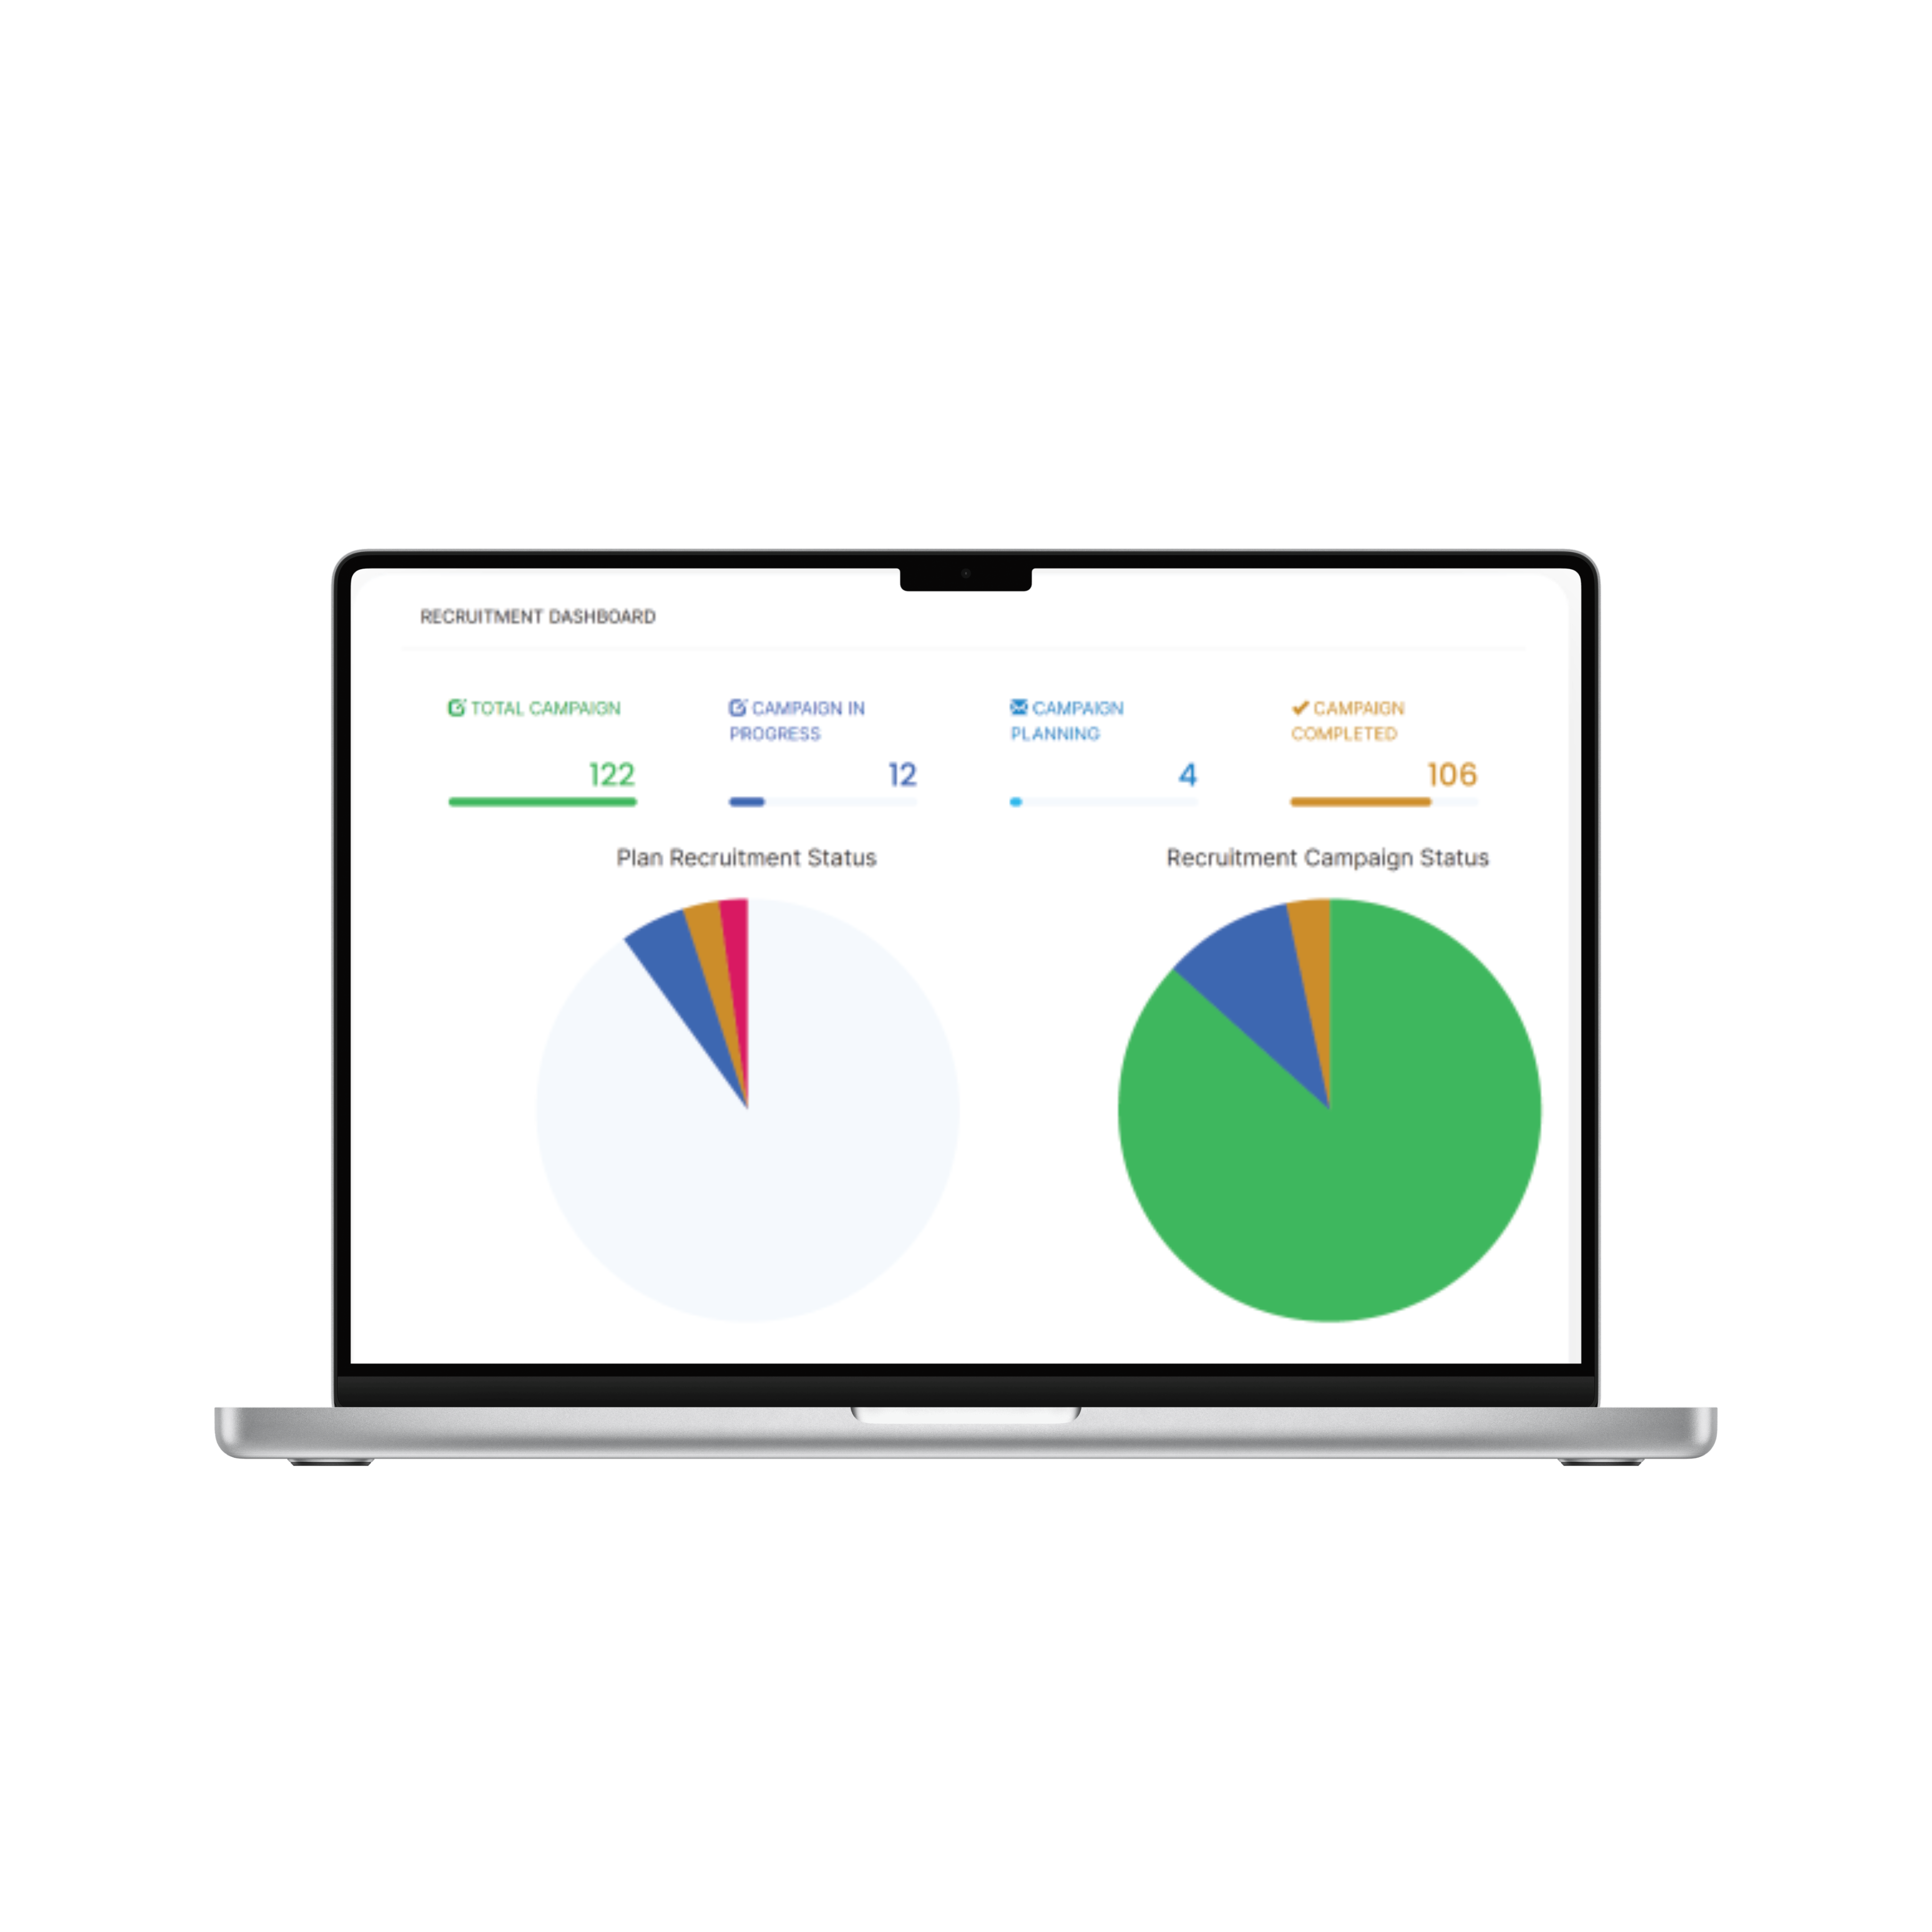 RECRUITMENT DASHBOARD
TOTAL CAMPAIGN
122
CAMPAIGN IN
PROGRESS
12
CAMPAIGN
PLANNING
4
CAMPAIGN
COMPLETED
106
Plan Recruitment Status
Recruitment Campaign Status